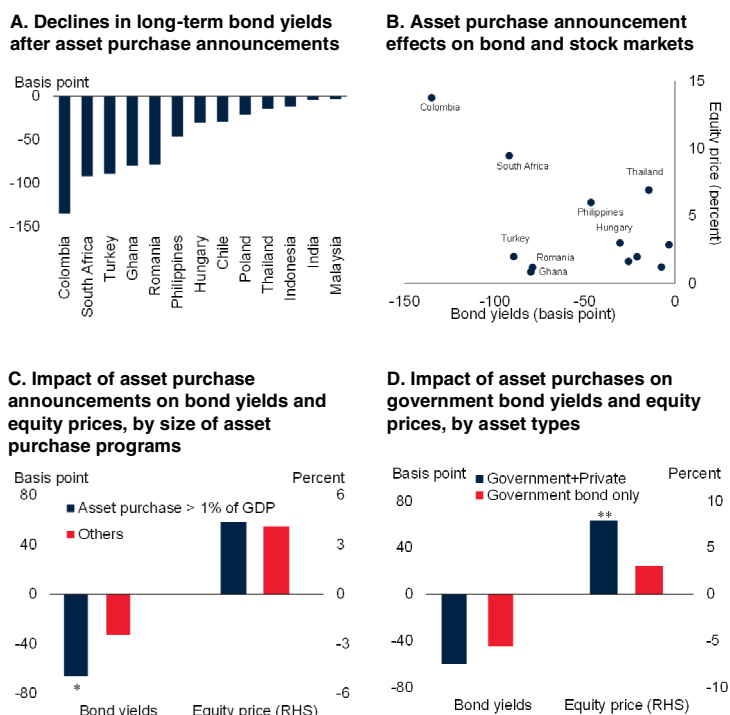 A. Declines in long-term bond yields
after asset purchase announcements
Basis point
0
-50
-100
-150
Colombia
South Africa
Turkey
Ghana
Romania
Philippines
Hungary
Chile
Poland
Thailand
Indonesia
India
Malaysia
B. Asset purchase announcement
effects on bond and stock markets
15
10
5
0
Equity price (percent)
Colombia
South Africa
Thailand
Philippines
Hungary
Turkey
Romania
Ghana
-150
-100
-50
0
Bond yields (basis point)
C. Impact of asset purchase
announcements on bond yields and
equity prices, by size of asset
purchase programs
Basis point
Percent
80
40
0
-40
-80
6
3
0
-3
-6
Asset purchase > 1% of GDP
Others
*
Bond yields
Equity price (RHS)
D. Impact of asset purchases on
government bond yields and equity
prices, by asset types
Basis point
Percent
80
40
0
-40
-80
10
5
0
-5
-10
Government+Private
Government bond only
**
Bond yields
Equity price (RHS)